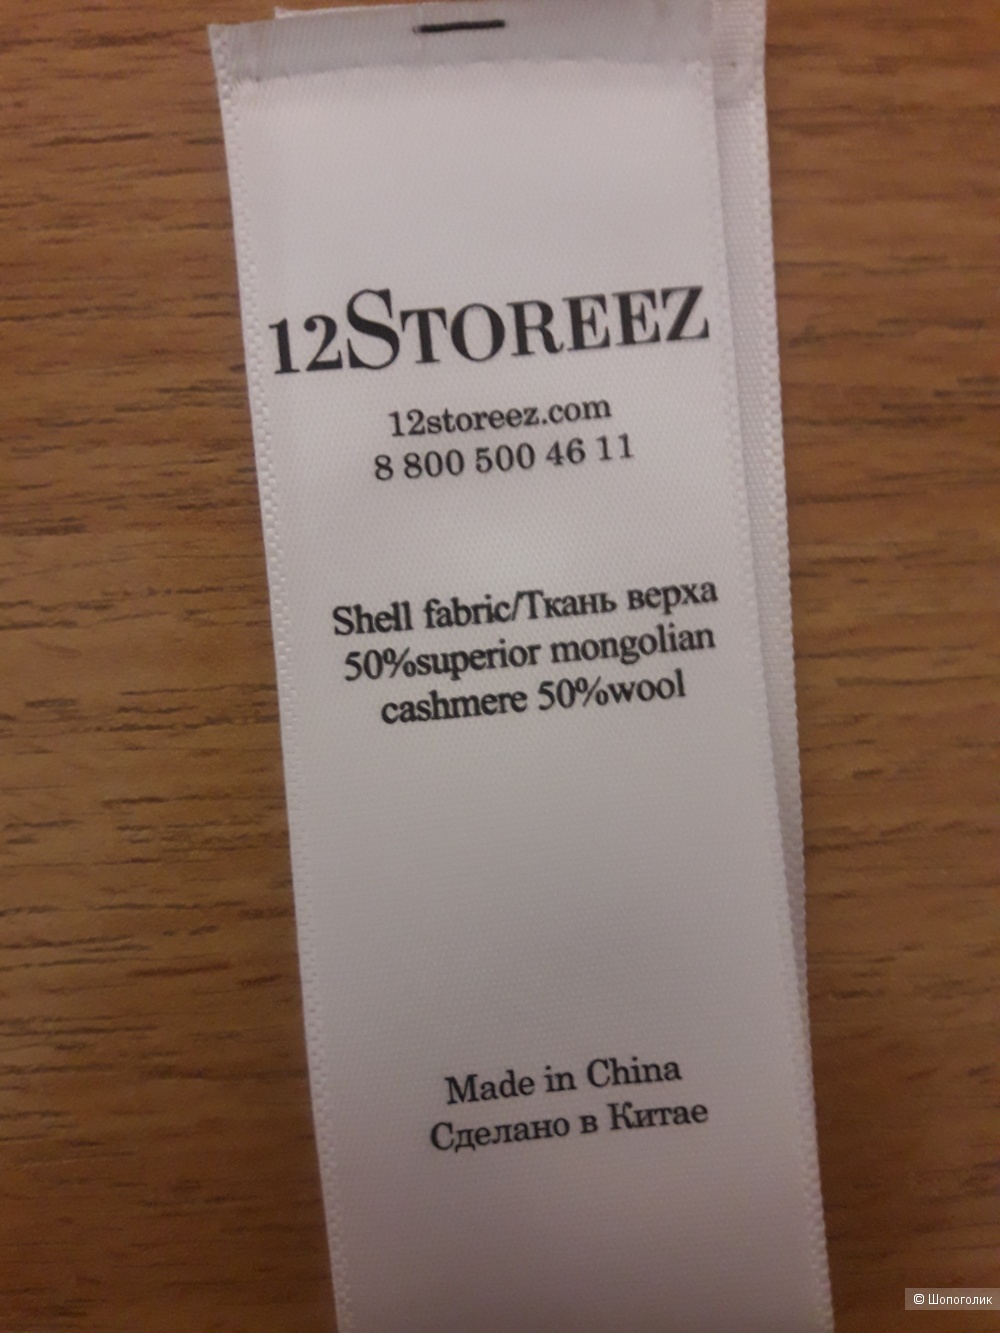 12STOREEZ
12storeez.com
8 800 500 46 11
Shell fabric/Ткань верха
50%superior mongolian
cashmere 50%wool
Made in China
Сделано в Китае
© Шопоголик